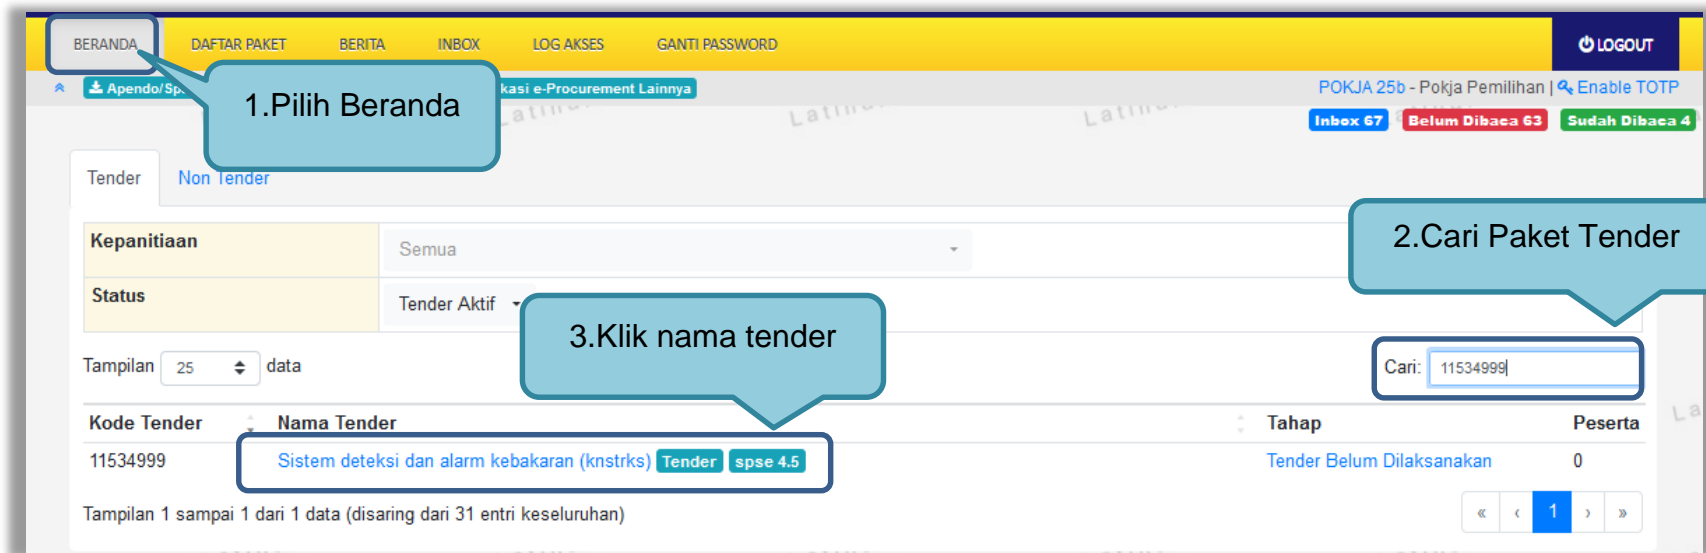 BERANDA DAFTAR PAKET BERITA INBOX LOG AKSES GANTI PASSWORD LOGOUT
Apendo/Sp kasi e-Procurement Lainnya POKJA 25b - Pokja Pemilihan | Enable TOTP
1.Pilih Beranda
Inbox 67 Belum Dibaca 63 Sudah Dibaca 4
Tender Non Tender
Kepanitiaan Semua
2.Cari Paket Tender
Status Tender Aktif
3.Klik nama tender
Tampilan 25 data Cari: 11534999
Kode Tender Nama Tender Tahap Peserta
11534999 Sistem deteksi dan alarm kebakaran (knstrks) Tender spse 4.5 Tender Belum Dilaksanakan 0
Tampilan 1 sampai 1 dari 1 data (disaring dari 31 entri keseluruhan) « ‹ 1 › »